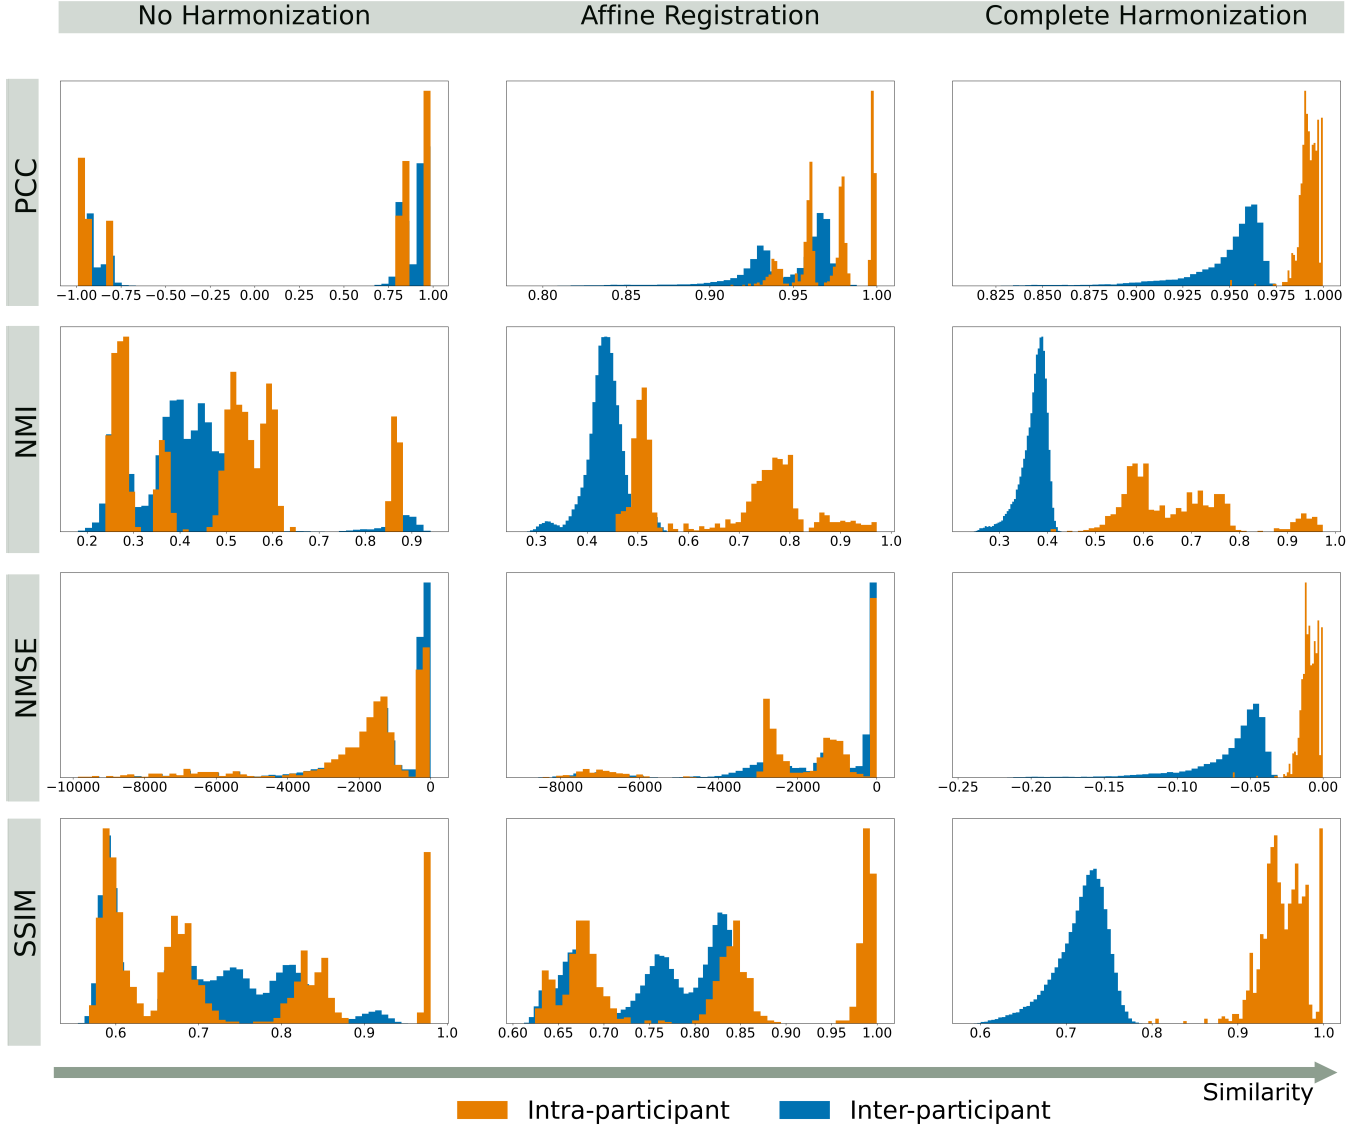 No Harmonization Affine Registration Complete Harmonization
PCC
−1.00 −0.75 −0.50 −0.25 0.00 0.25 0.50 0.75 1.00
0.80 0.85 0.90 0.95 1.00
0.825 0.850 0.875 0.900 0.925 0.950 0.975 1.000
NMI
0.2 0.3 0.4 0.5 0.6 0.7 0.8 0.9
0.3 0.4 0.5 0.6 0.7 0.8 0.9 1.0
0.3 0.4 0.5 0.6 0.7 0.8 0.9 1.0
NMSE
−10000 −8000 −6000 −4000 −2000 0
−8000 −6000 −4000 −2000 0
−0.25 −0.20 −0.15 −0.10 −0.05 0.00
SSIM
0.6 0.7 0.8 0.9 1.0
0.60 0.65 0.70 0.75 0.80 0.85 0.90 0.95 1.00
0.6 0.7 0.8 0.9 1.0
Similarity
Intra-participant Inter-participant